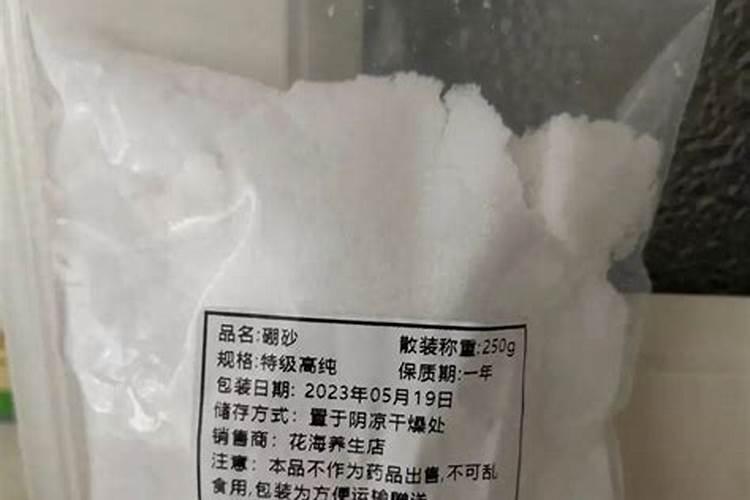 品名:硼砂 散装称重:250g
规格:特级高纯 保质期:一年
包装日期: 2023年05月19日
储存方式: 置于阴凉干燥处
销售商: 花海养生店
注意: 本品不作为药品出售,不可乱
食用,包装为方便运输赠送